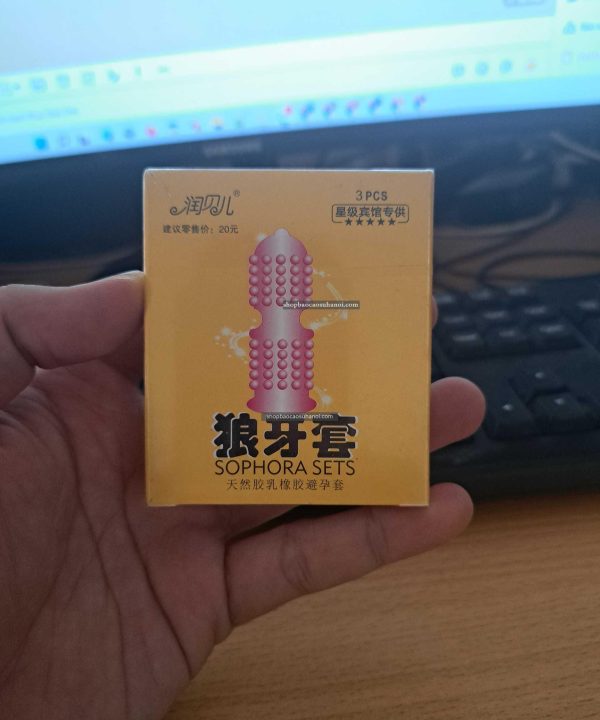 润贝儿®
建议零售价：20元
3PCS
星级宾馆专供
★★★★★
shopbaocaosuhanoi.com
shopbaocaosuhanoi.com
狼牙套
SOPHORA SETS
天然胶乳橡胶避孕套